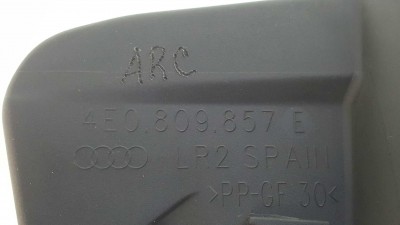 ARC
4E0.809.857 E
LR2 SPAIN
>PP-GF 30<